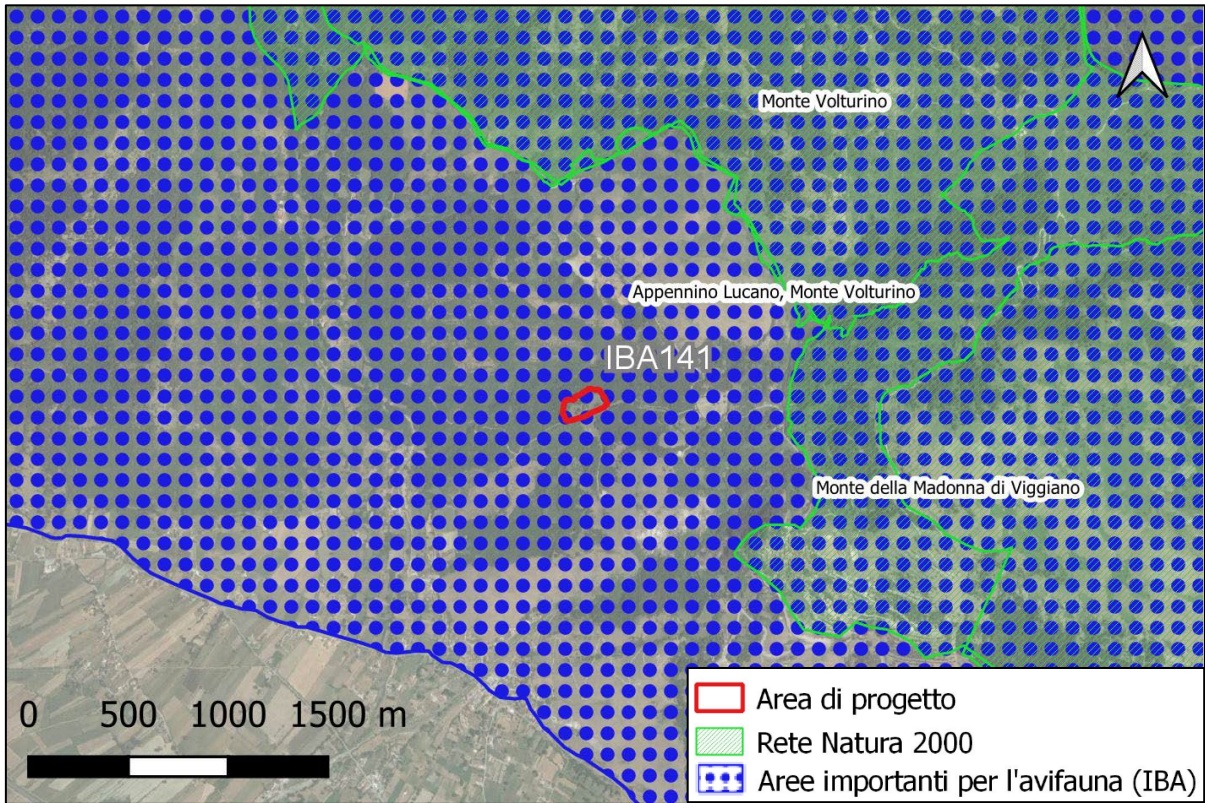 Monte Volturino
Appennino Lucano, Monte Volturino
IBA141
Monte della Madonna di Viggiano
0 500 1000 1500 m
Area di progetto
Rete Natura 2000
Aree importanti per l'avifauna (IBA)